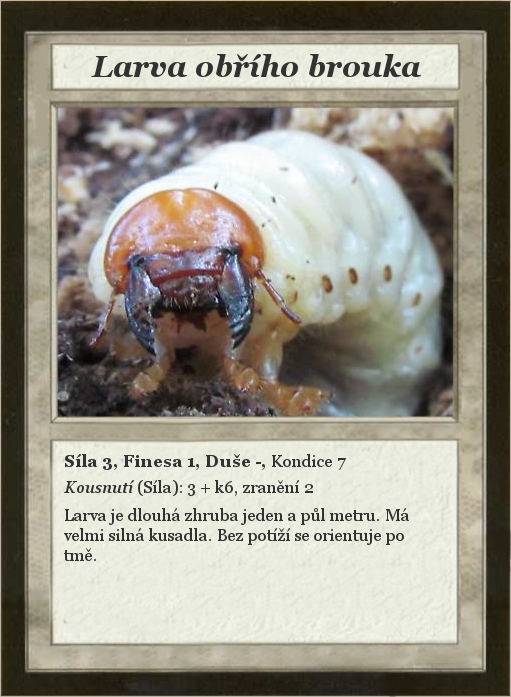 Larva obřího brouka
Síla 3, Finesa 1, Duše -, Kondice 7
Kousnutí (Síla): 3 + k6, zranění 2
Larva je dlouhá zhruba jeden a půl metru. Má
velmi silná kusadla. Bez potíží se orientuje po
tmě.